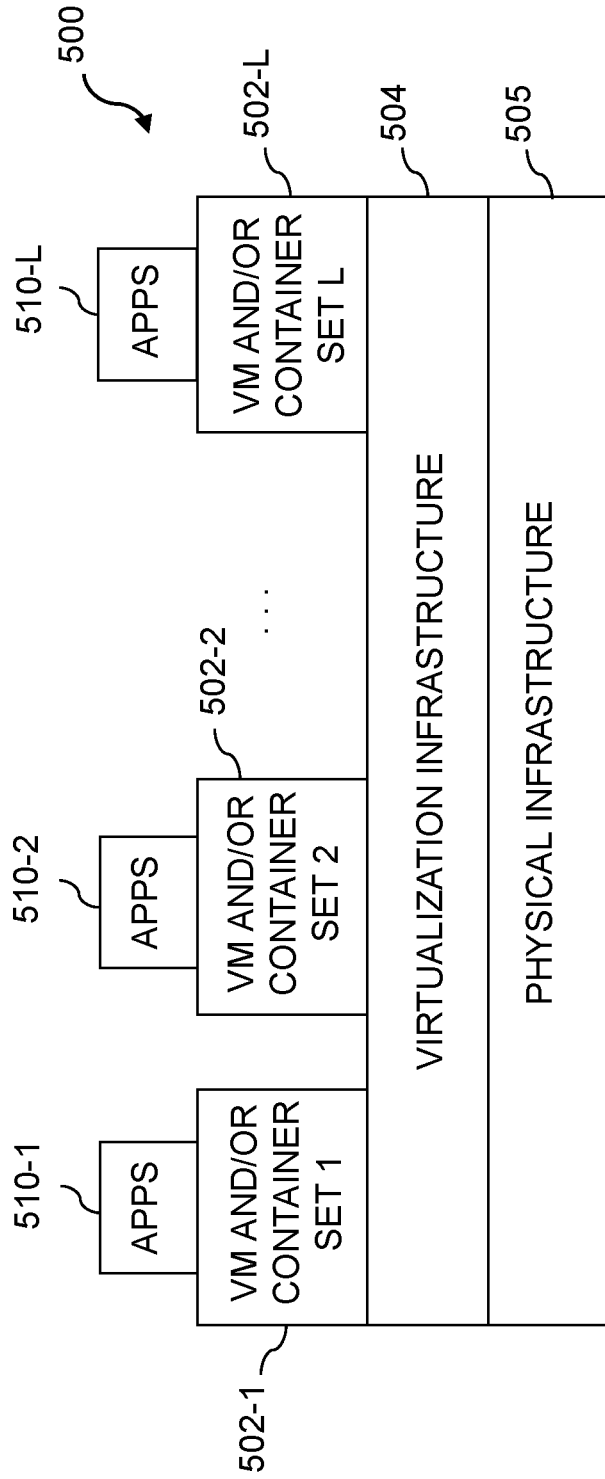 500
510-1
510-2
510-L
APPS
APPS
APPS
VM AND/OR
CONTAINER
SET 1
VM AND/OR
CONTAINER
SET 2
. . .
VM AND/OR
CONTAINER
SET L
502-1
502-2
502-L
VIRTUALIZATION INFRASTRUCTURE
504
PHYSICAL INFRASTRUCTURE
505